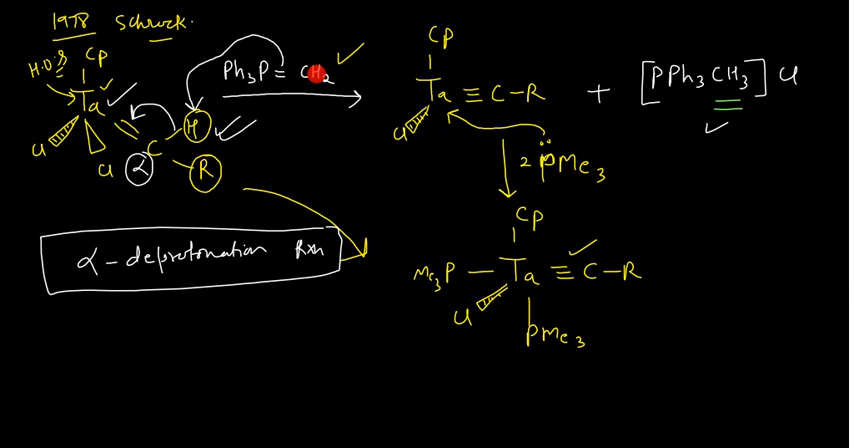 1978 Schrock.
H.O.S
Cp
Ta
Cl
Cl
α
C
H
R
Ph3P = CH2
Cp
Ta ≡ C – R
Cl
+ [PPh3CH3] Cl
2 PMe3
α – deprotonation Rxn
Cp
Me3P – Ta ≡ C – R
Cl
PMe3